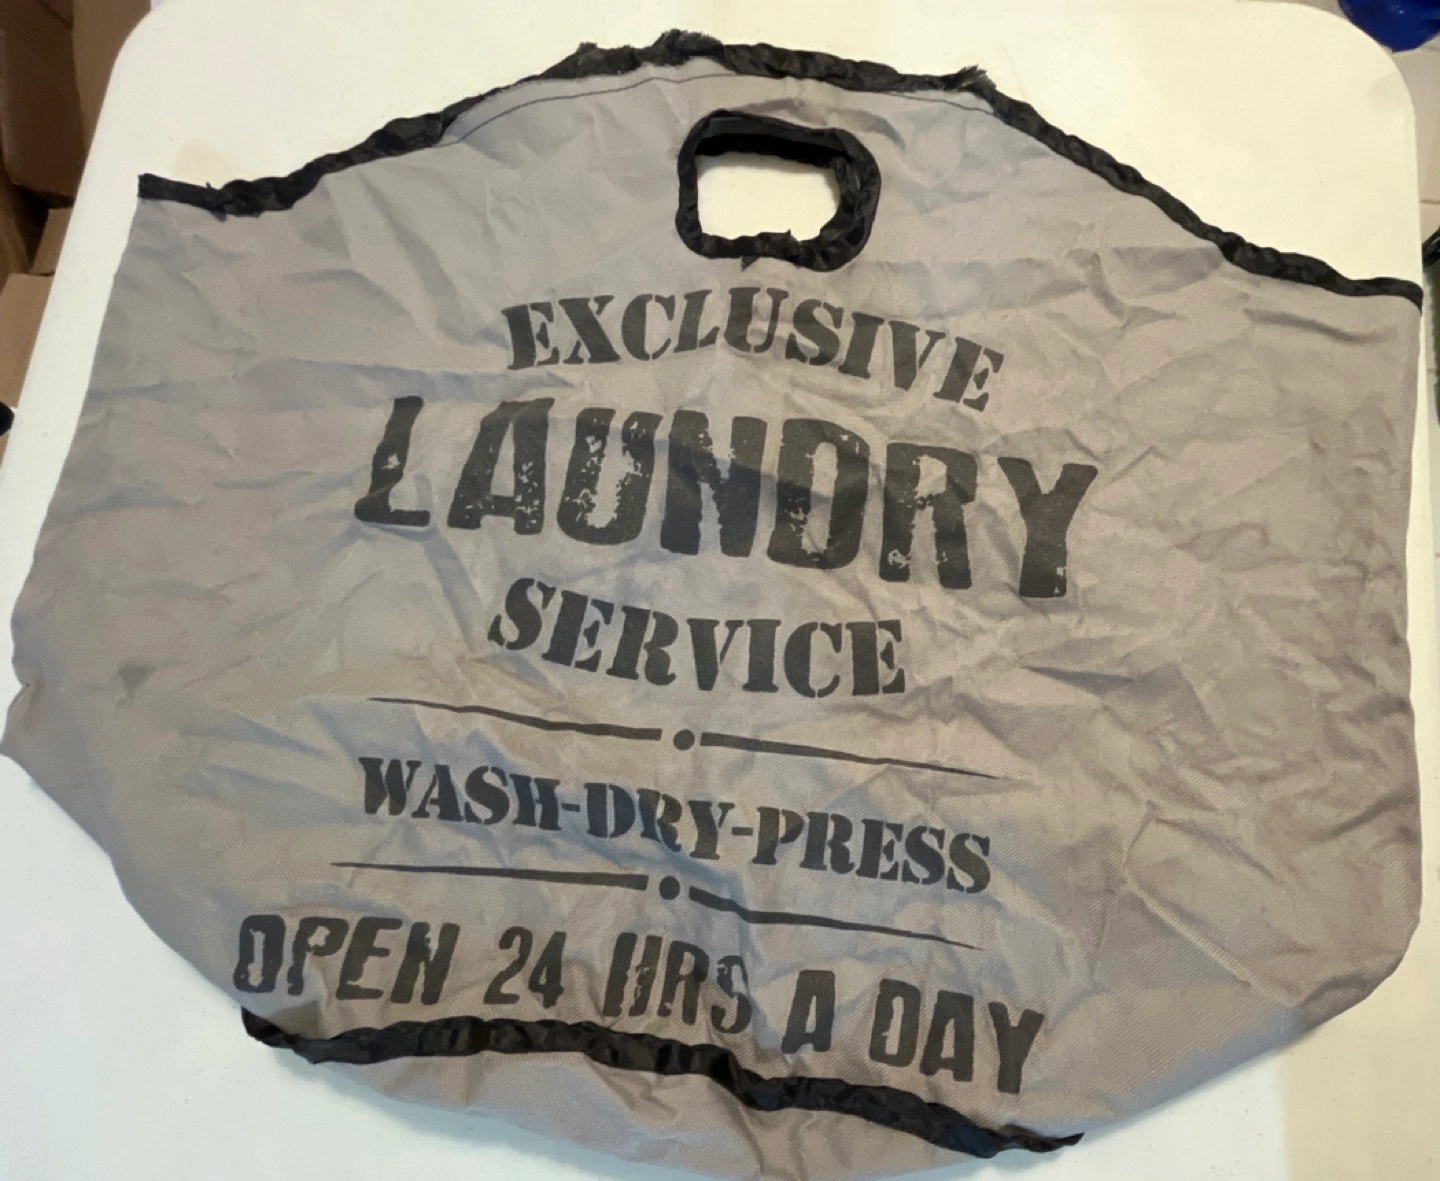 EXCLUSIVE
LAUNDRY
SERVICE
WASH-DRY-PRESS
OPEN 24 HRS A DAY